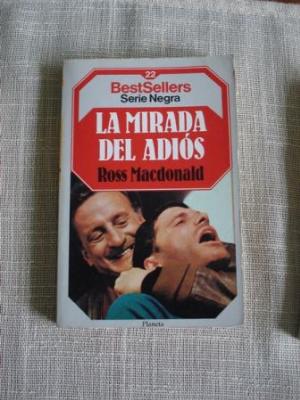 22
BestSellers
Serie Negra
LA MIRADA
DEL ADIÓS
Ross Macdonald
Planeta